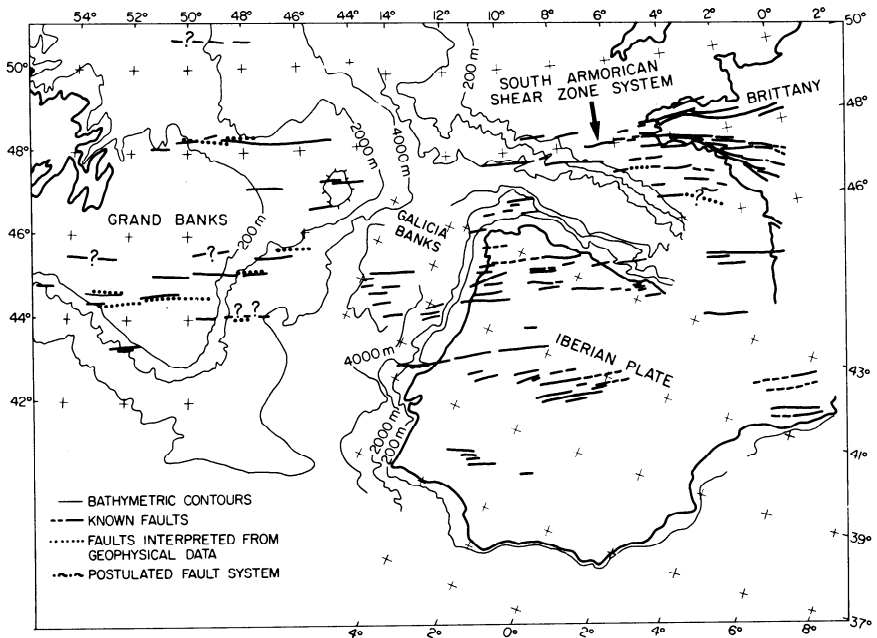 54° 52° 50° 48° 46° 44° 12° 10° 8° 6° 4° 2° 0° 2°
50°
?
50°
200 m
SOUTH ARMORICAN
SHEAR ZONE SYSTEM
BRITTANY
48°
2000 m
4000 m
48°
46°
?
GRAND BANKS
200 m
GALICIA
BANKS
46°
? ?
44°
? ?
44°
4000 m
IBERIAN PLATE
43°
42°
2000 m
200 m
41°
BATHYMETRIC CONTOURS
KNOWN FAULTS
FAULTS INTERPRETED FROM
GEOPHYSICAL DATA
POSTULATED FAULT SYSTEM
39°
37°
4° 2° 0° 2° 4° 6° 8° 10°